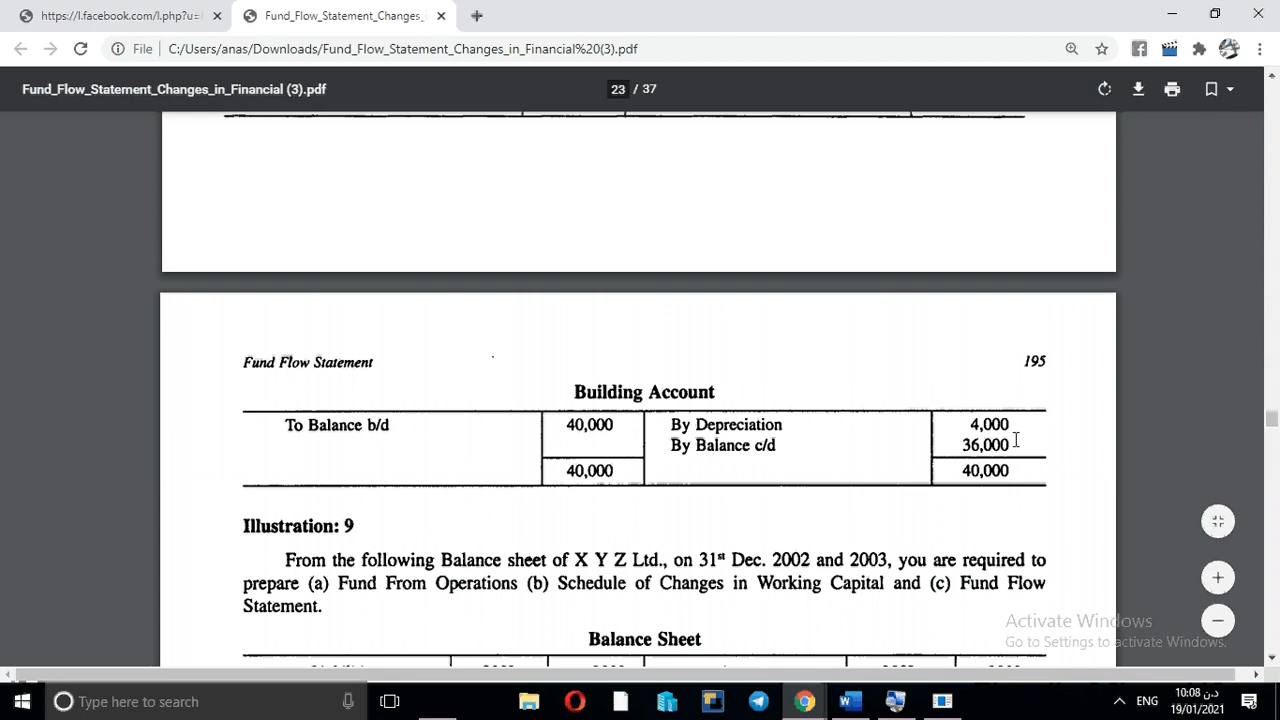 https://l.facebook.com/l.php?u=
Fund_Flow_Statement_Changes_
File
C:/Users/anas/Downloads/Fund_Flow_Statement_Changes_in_Financial%20(3).pdf
Fund_Flow_Statement_Changes_in_Financial (3).pdf
23 / 37
Fund Flow Statement 195
Building Account
To Balance b/d 40,000 By Depreciation 4,000
By Balance c/d 36,000
40,000 40,000
Illustration: 9
From the following Balance sheet of X Y Z Ltd., on 31st Dec. 2002 and 2003, you are required to
prepare (a) Fund From Operations (b) Schedule of Changes in Working Capital and (c) Fund Flow
Statement.
Balance Sheet
Activate Windows
Go to Settings to activate Windows.
Type here to search
ENG
10:08 دن
19/01/2021